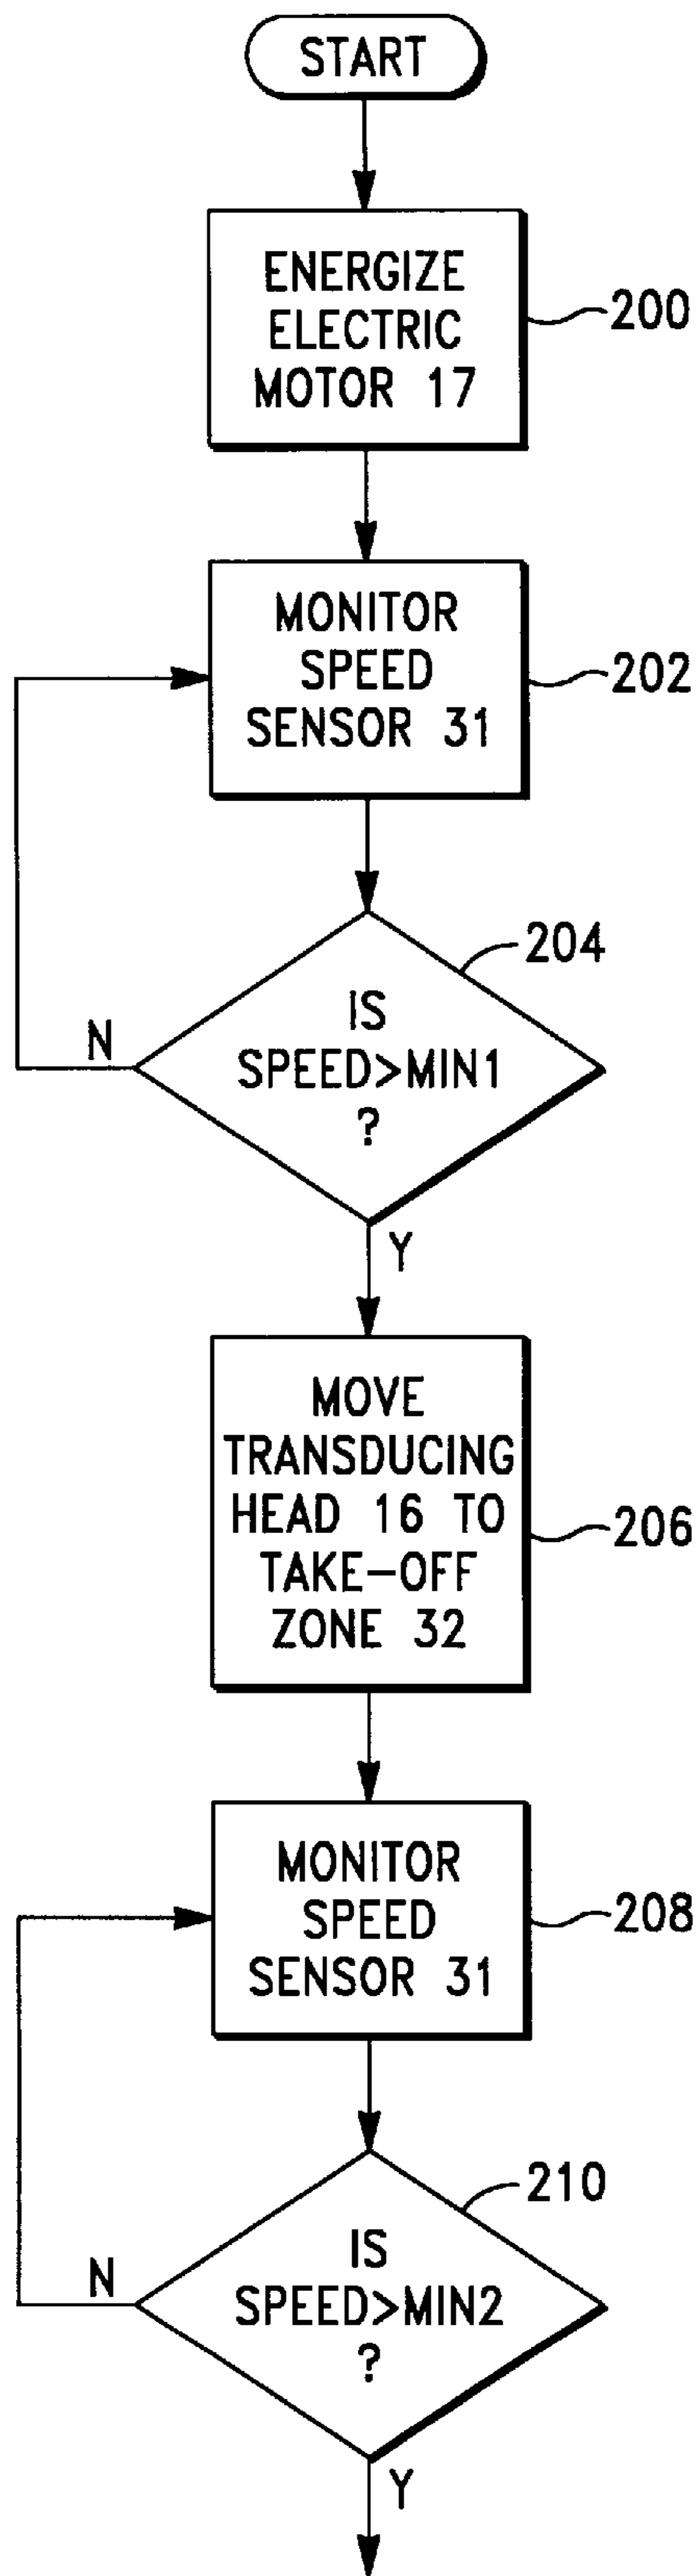 START
ENERGIZE
ELECTRIC
MOTOR 17
200
MONITOR
SPEED
SENSOR 31
202
204
IS
SPEED>MIN1
?
N
Y
MOVE
TRANSDUCING
HEAD 16 TO
TAKE-OFF
ZONE 32
206
MONITOR
SPEED
SENSOR 31
208
210
IS
SPEED>MIN2
?
N
Y